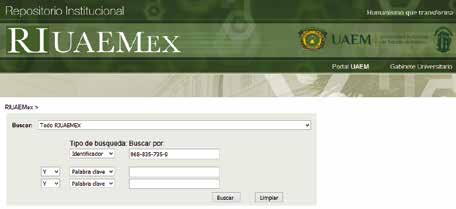 Repositorio Institucional
Humanismo que transforma
RIUAEMEX
UAEM
Portal UAEM Gabinete Universitario
RIUAEMex >
Buscar: Todo RIUAEMEX
Tipo de busqueda: Buscar por:
Identificador 968-835-735-0
Y Palabra clave
Y Palabra clave
Buscar Limpiar